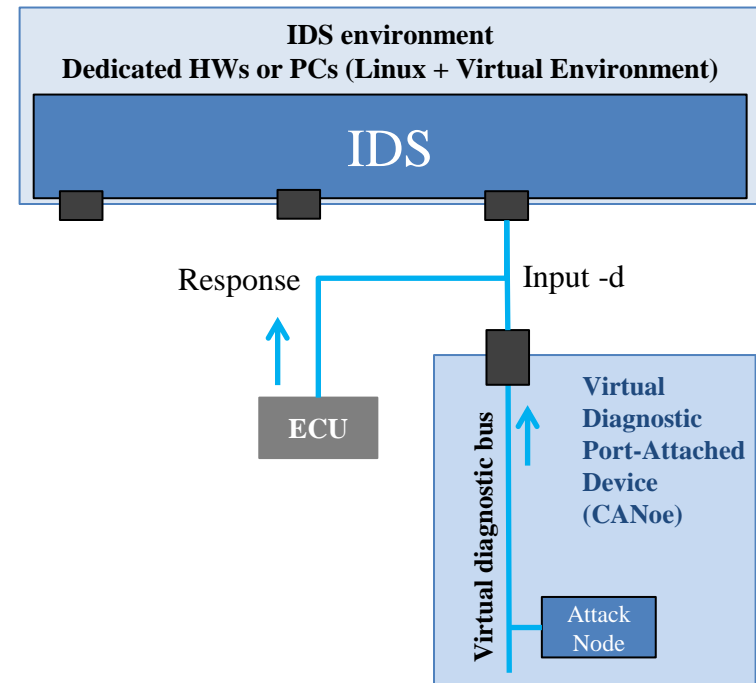 IDS environment
Dedicated HWs or PCs (Linux + Virtual Environment)
IDS
Response
Input -d
ECU
Virtual diagnostic bus
Virtual
Diagnostic
Port-Attached
Device
(CANoe)
Attack
Node